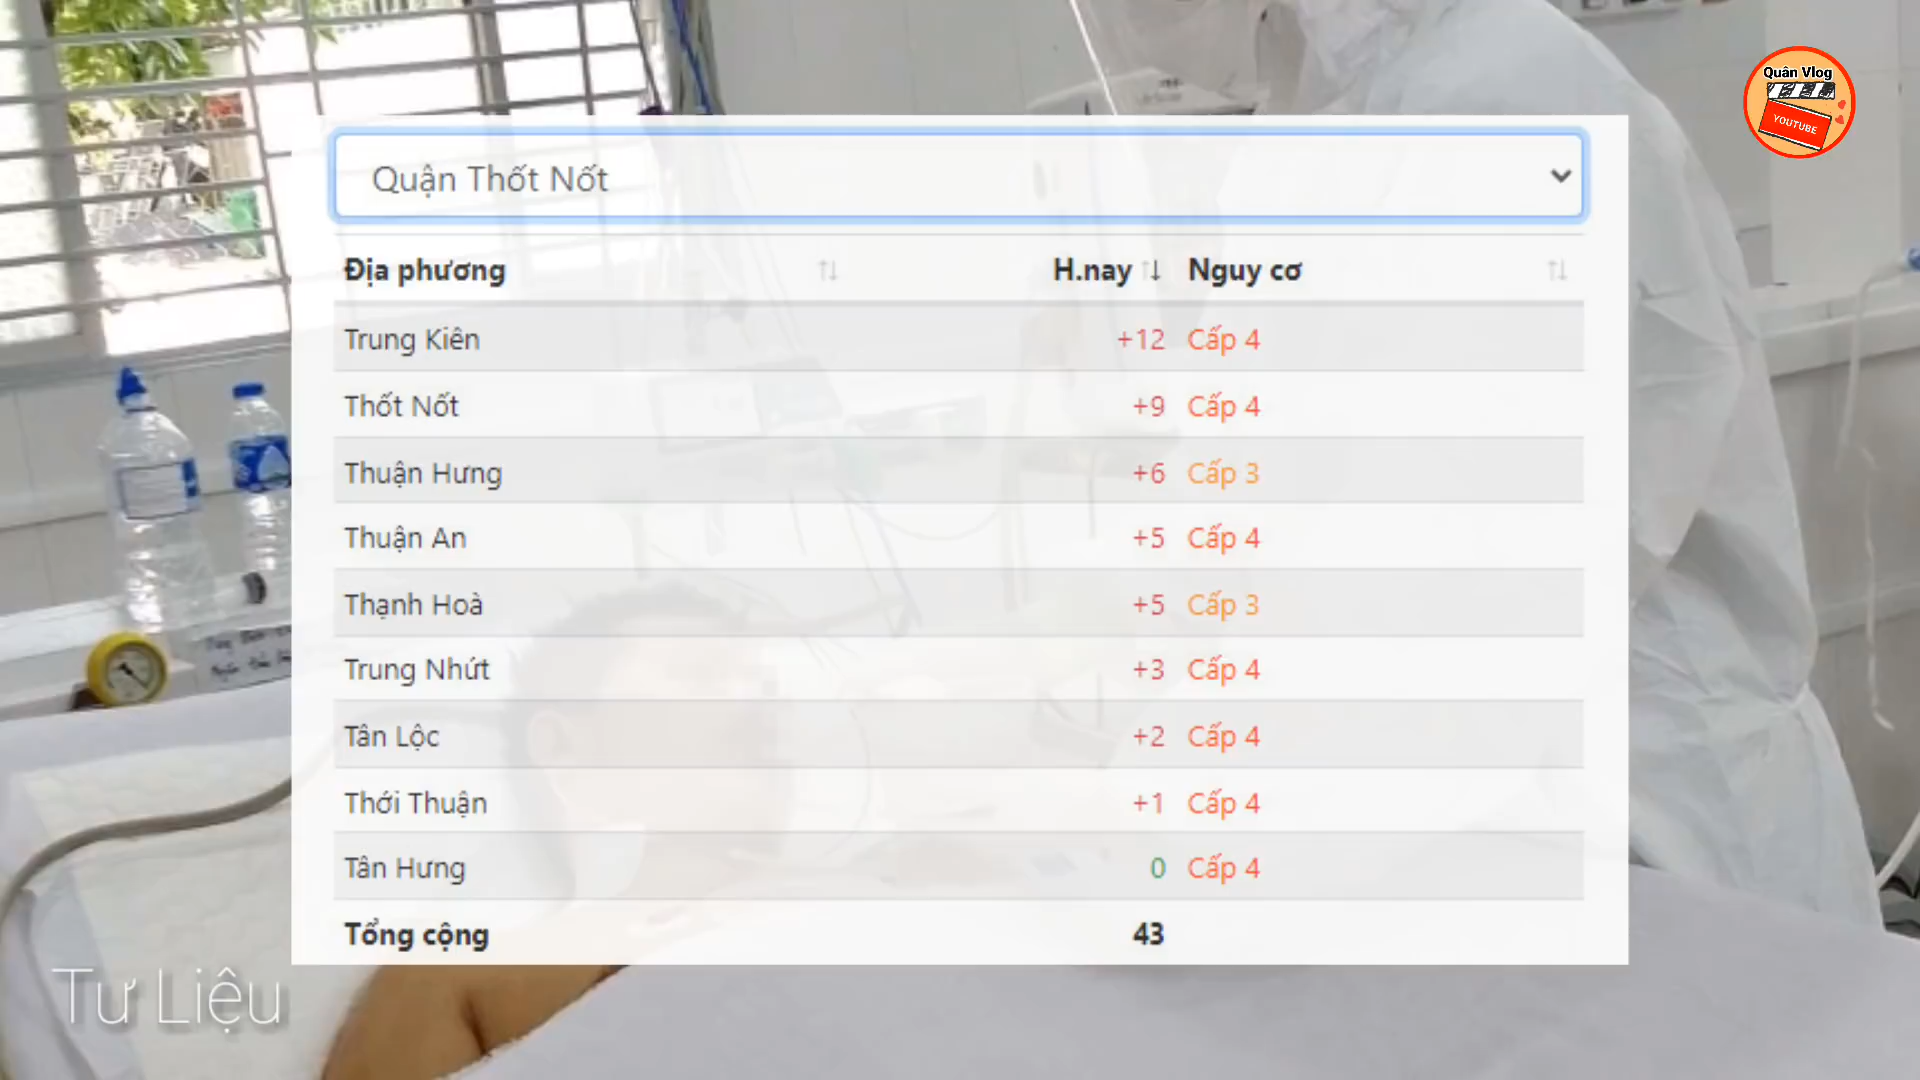 Quân Vlog
YOUTUBE
Quận Thốt Nốt
Địa phương H.nay Nguy cơ
Trung Kiên +12 Cấp 4
Thốt Nốt +9 Cấp 4
Thuận Hưng +6 Cấp 3
Thuận An +5 Cấp 4
Thạnh Hoà +5 Cấp 3
Trung Nhứt +3 Cấp 4
Tân Lộc +2 Cấp 4
Thới Thuận +1 Cấp 4
Tân Hưng 0 Cấp 4
Tổng cộng 43
Tư Liệu